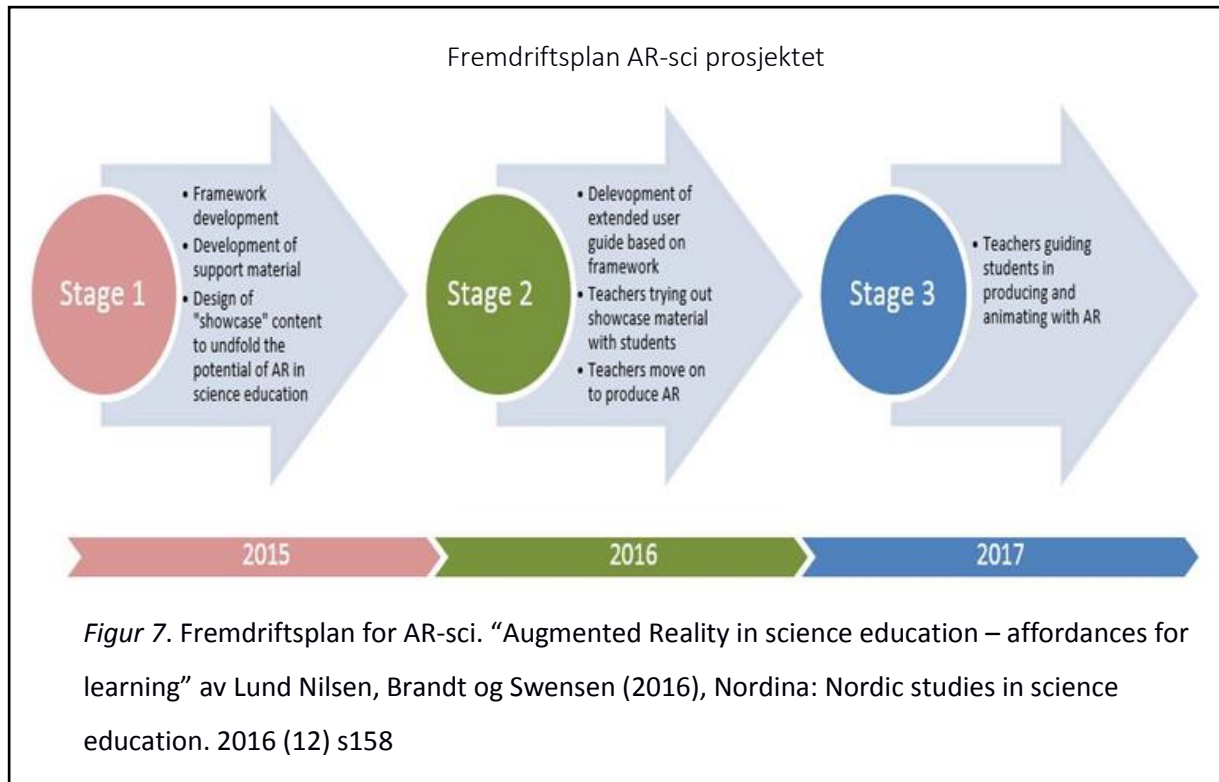 Fremdriftsplan AR-sci prosjektet
Stage 1
• Framework
development
• Development of
support material
• Design of
"showcase" content
to undfold the
potential of AR in
science education
Stage 2
• Delevopment of
extended user
guide based on
framework
• Teachers trying out
showcase material
with students
• Teachers move on
to produce AR
Stage 3
• Teachers guiding
students in
producing and
animating with AR
2015
2016
2017
Figur 7. Fremdriftsplan for AR-sci. “Augmented Reality in science education – affordances for
learning” av Lund Nilsen, Brandt og Swensen (2016), Nordina: Nordic studies in science
education. 2016 (12) s158